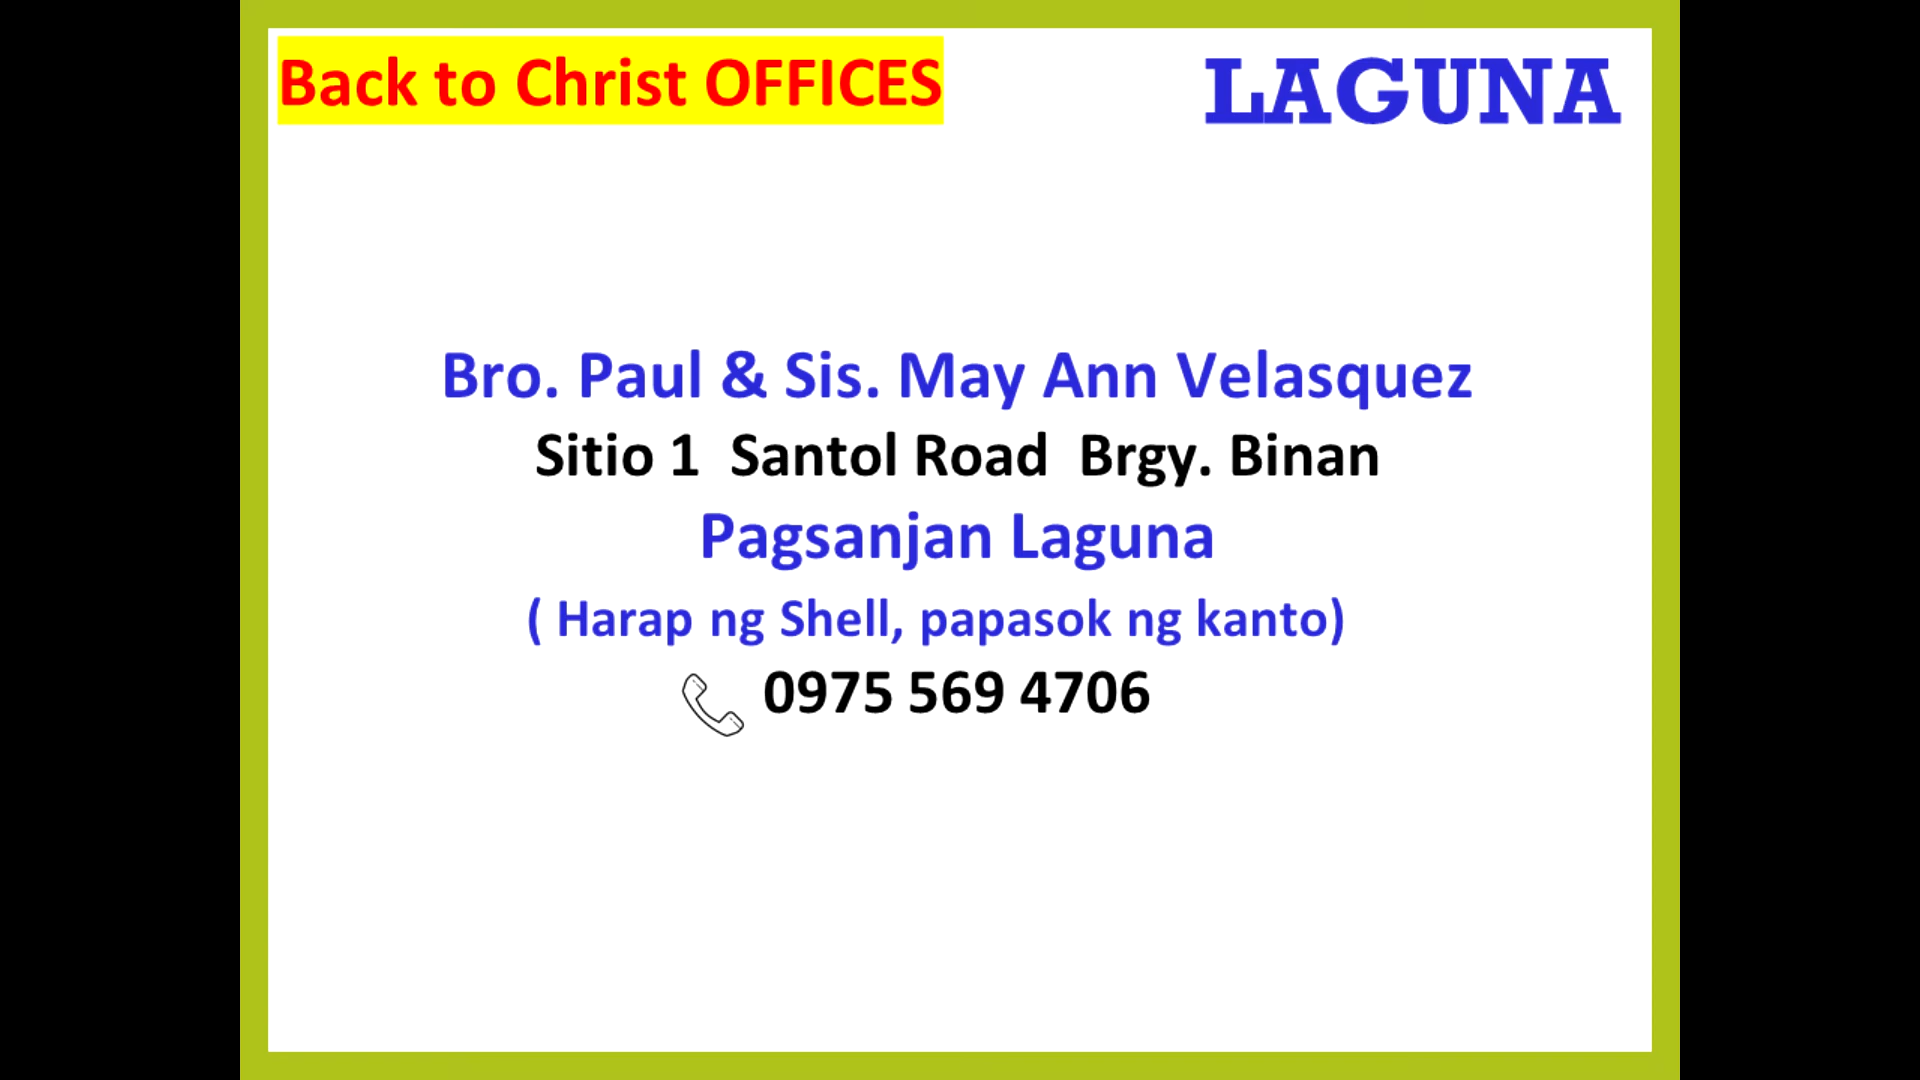 Back to Christ OFFICES
LAGUNA
Bro. Paul & Sis. May Ann Velasquez
Sitio 1  Santol Road  Brgy. Binan
Pagsanjan Laguna
( Harap ng Shell, papasok ng kanto)
0975 569 4706